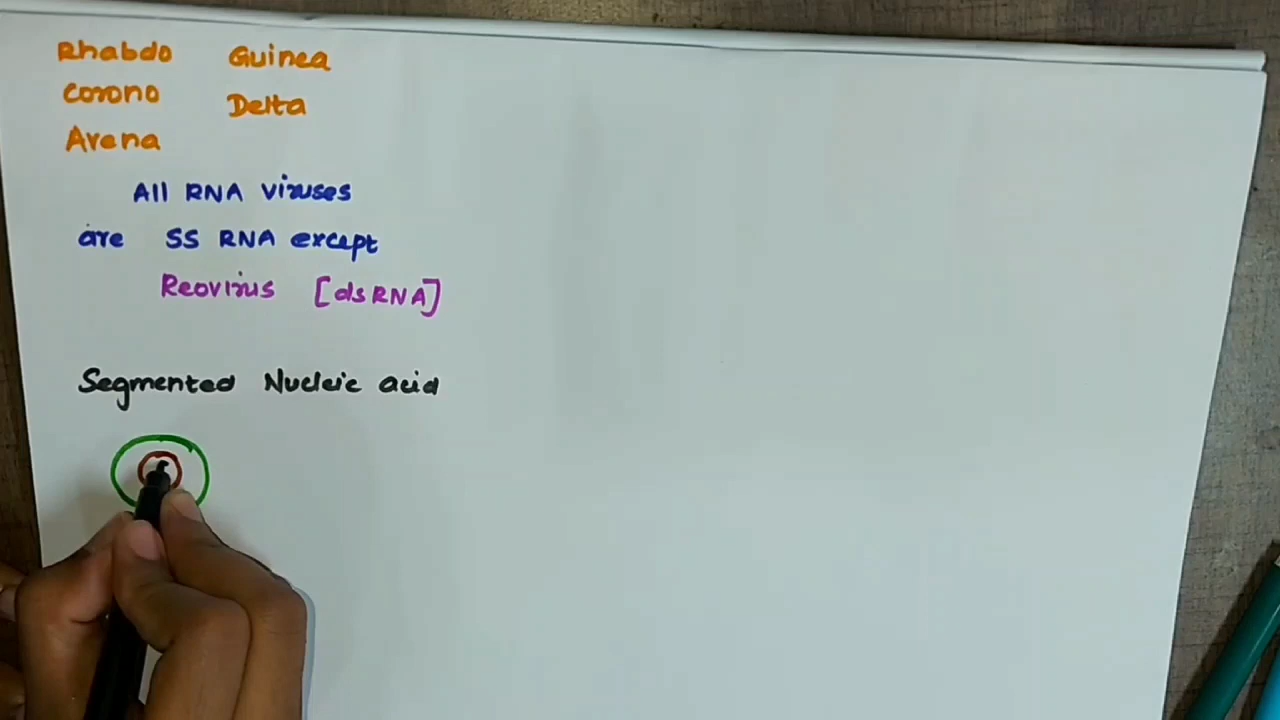 Rhabdo Guinea
Corono Delta
Arena
All RNA viruses
are SS RNA except
Reovirus [dsRNA]
Segmented Nucleic acid